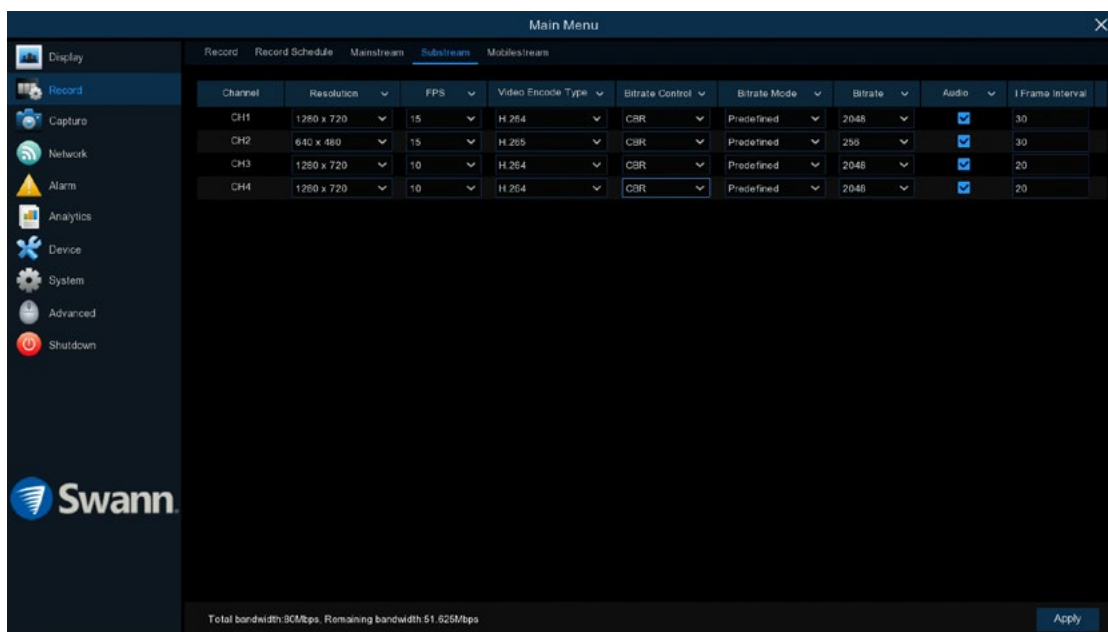 Main Menu
Display
Record
Capture
Network
Alarm
Analytics
Device
System
Advanced
Shutdown
Swann
Record Record Schedule Mainstream Substream Mobilestream
Channel Resolution FPS Video Encode Type Bitrate Control Bitrate Mode Bitrate Audio I Frame Interval
CH1 1280 x 720 15 H.264 CBR Predefined 2048 30
CH2 640 x 480 15 H.265 CBR Predefined 256 30
CH3 1280 x 720 10 H.264 CBR Predefined 2048 20
CH4 1280 x 720 10 H.264 CBR Predefined 2048 20
Total bandwidth:80Mbps, Remaining bandwidth:51.625Mbps
Apply